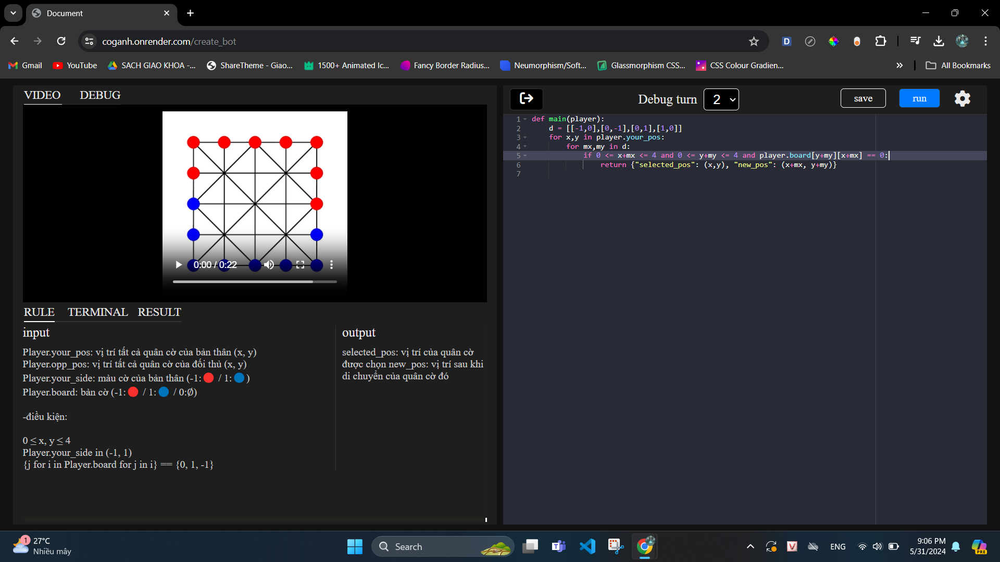 Document
coganh.onrender.com/create_bot
Gmail
YouTube
SACH GIAO KHOA -...
ShareTheme - Giao...
1500+ Animated Ic...
Fancy Border Radius...
Neumorphism/Soft...
Glassmorphism CSS...
CSS Colour Gradien...
All Bookmarks
VIDEO DEBUG
0:00 / 0:22
RULE TERMINAL RESULT
input
Player.your_pos: vị trí tất cả quân cờ của bản thân (x, y)
Player.opp_pos: vị trí tất cả quân cờ của đối thủ (x, y)
Player.your_side: màu cờ của bản thân (-1:🔴 / 1:🔵)
Player.board: bàn cờ (-1:🔴 / 1:🔵 / 0:∅)
-điều kiện:
0 ≤ x, y ≤ 4
Player.your_side in (-1, 1)
{j for i in Player.board for j in i} == {0, 1, -1}
output
selected_pos: vị trí của quân cờ
được chọn new_pos: vị trí sau khi
di chuyển của quân cờ đó
Debug turn 2
save
run
1 def main(player):
2     d = [[-1,0],[0,-1],[0,1],[1,0]]
3     for x,y in player.your_pos:
4         for mx,my in d:
5             if 0 <= x+mx <= 4 and 0 <= y+my <= 4 and player.board[y+my][x+mx] == 0:
6                 return {"selected_pos": (x,y), "new_pos": (x+mx, y+my)}
7
1
27°C
Nhiều mây
Search
ENG
9:06 PM
5/31/2024
PRE